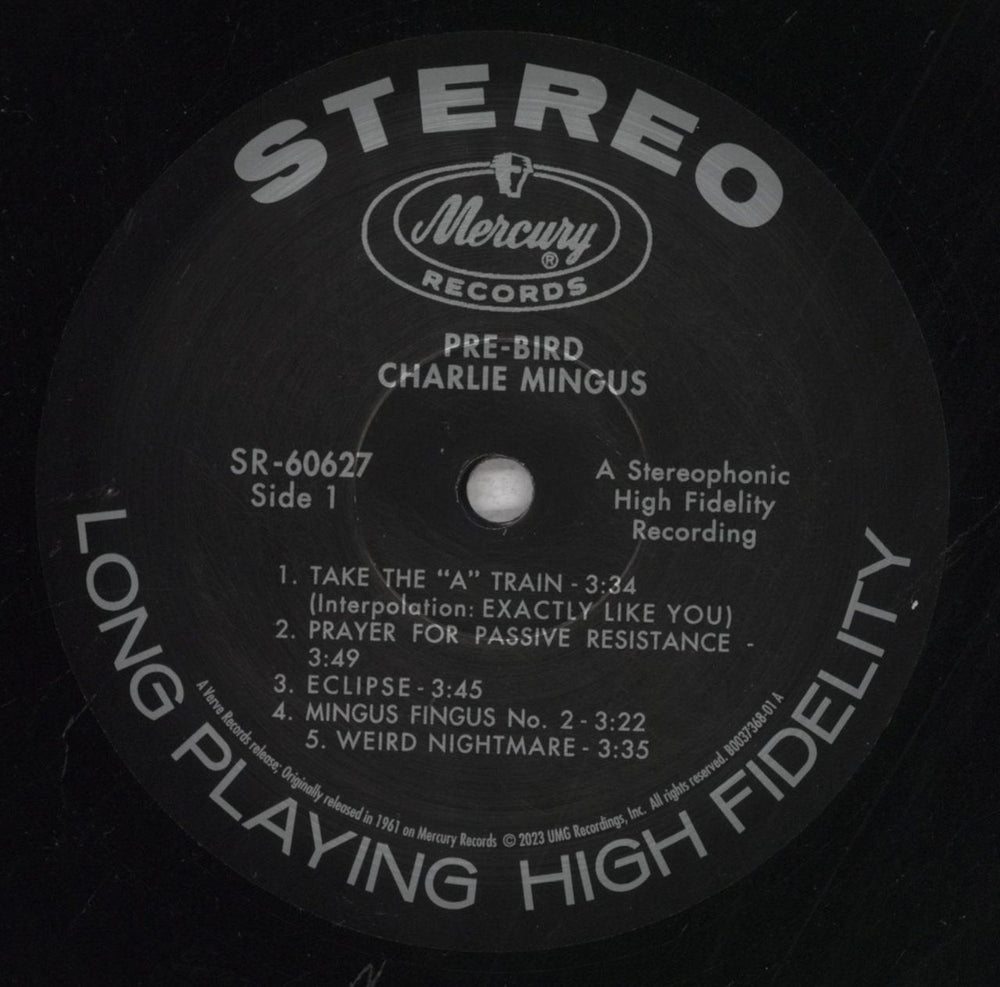 STEREO
Mercury
®
RECORDS
PRE-BIRD
CHARLIE MINGUS
SR-60627
Side 1
A Stereophonic
High Fidelity
Recording
1. TAKE THE “A” TRAIN - 3:34
(Interpolation: EXACTLY LIKE YOU)
2. PRAYER FOR PASSIVE RESISTANCE -
3:49
3. ECLIPSE - 3:45
4. MINGUS FINGUS No. 2 - 3:22
5. WEIRD NIGHTMARE - 3:35
A Verve Records release; Originally released in 1961 on Mercury Records © 2023 UMG Recordings, Inc. All rights reserved. B0037368-01 A
LONG PLAYING HIGH FIDELITY